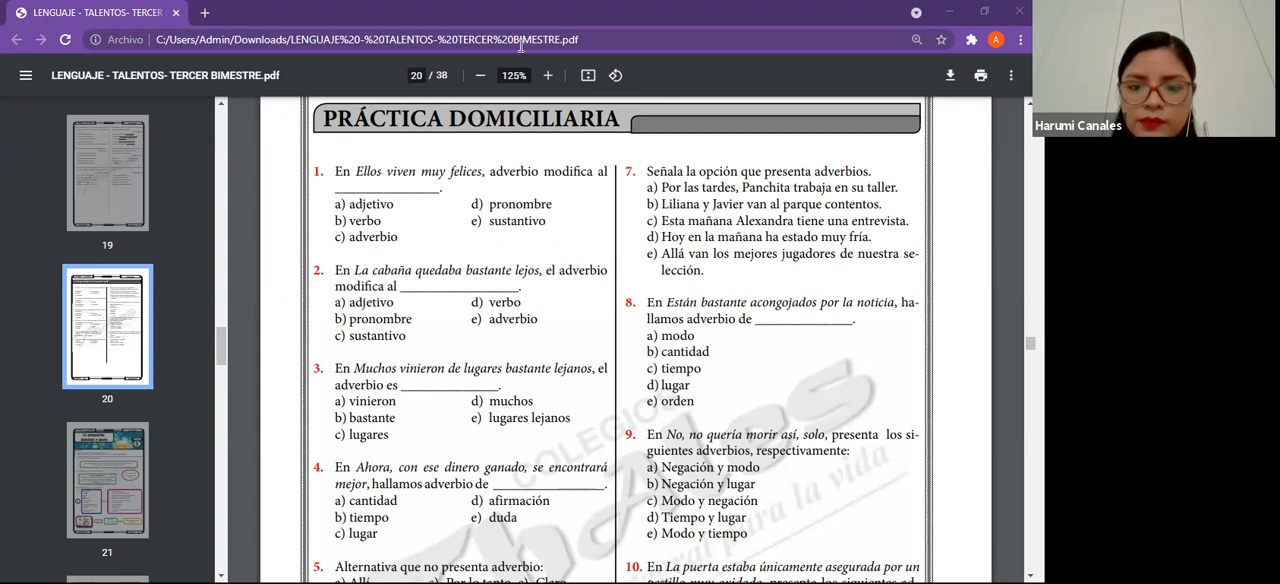 LENGUAJE - TALENTOS- TERCER
Archivo
C:/Users/Admin/Downloads/LENGUAJE%20-%20TALENTOS-%20TERCER%20BIMESTRE.pdf
A
LENGUAJE - TALENTOS- TERCER BIMESTRE.pdf
20 / 38
125%
Harumi Canales
19
20
21
PRÁCTICA DOMICILIARIA
1. En Ellos viven muy felices, adverbio modifica al
_______________.
a) adjetivo d) pronombre
b) verbo e) sustantivo
c) adverbio
2. En La cabaña quedaba bastante lejos, el adverbio
modifica al _________________.
a) adjetivo d) verbo
b) pronombre e) adverbio
c) sustantivo
3. En Muchos vinieron de lugares bastante lejanos, el
adverbio es ______________.
a) vinieron d) muchos
b) bastante e) lugares lejanos
c) lugares
4. En Ahora, con ese dinero ganado, se encontrará
mejor, hallamos adverbio de ________________.
a) cantidad d) afirmación
b) tiempo e) duda
c) lugar
5. Alternativa que no presenta adverbio:
7. Señala la opción que presenta adverbios.
a) Por las tardes, Panchita trabaja en su taller.
b) Liliana y Javier van al parque contentos.
c) Esta mañana Alexandra tiene una entrevista.
d) Hoy en la mañana ha estado muy fría.
e) Allá van los mejores jugadores de nuestra se-
lección.
8. En Están bastante acongojados por la noticia, ha-
llamos adverbio de ______________.
a) modo
b) cantidad
c) tiempo
d) lugar
e) orden
9. En No, no quería morir así, solo, presenta los si-
guientes adverbios, respectivamente:
a) Negación y modo
b) Negación y lugar
c) Modo y negación
d) Tiempo y lugar
e) Modo y tiempo
10. En La puerta estaba únicamente asegurada por un
COLEGIOS
Thales
para la vida